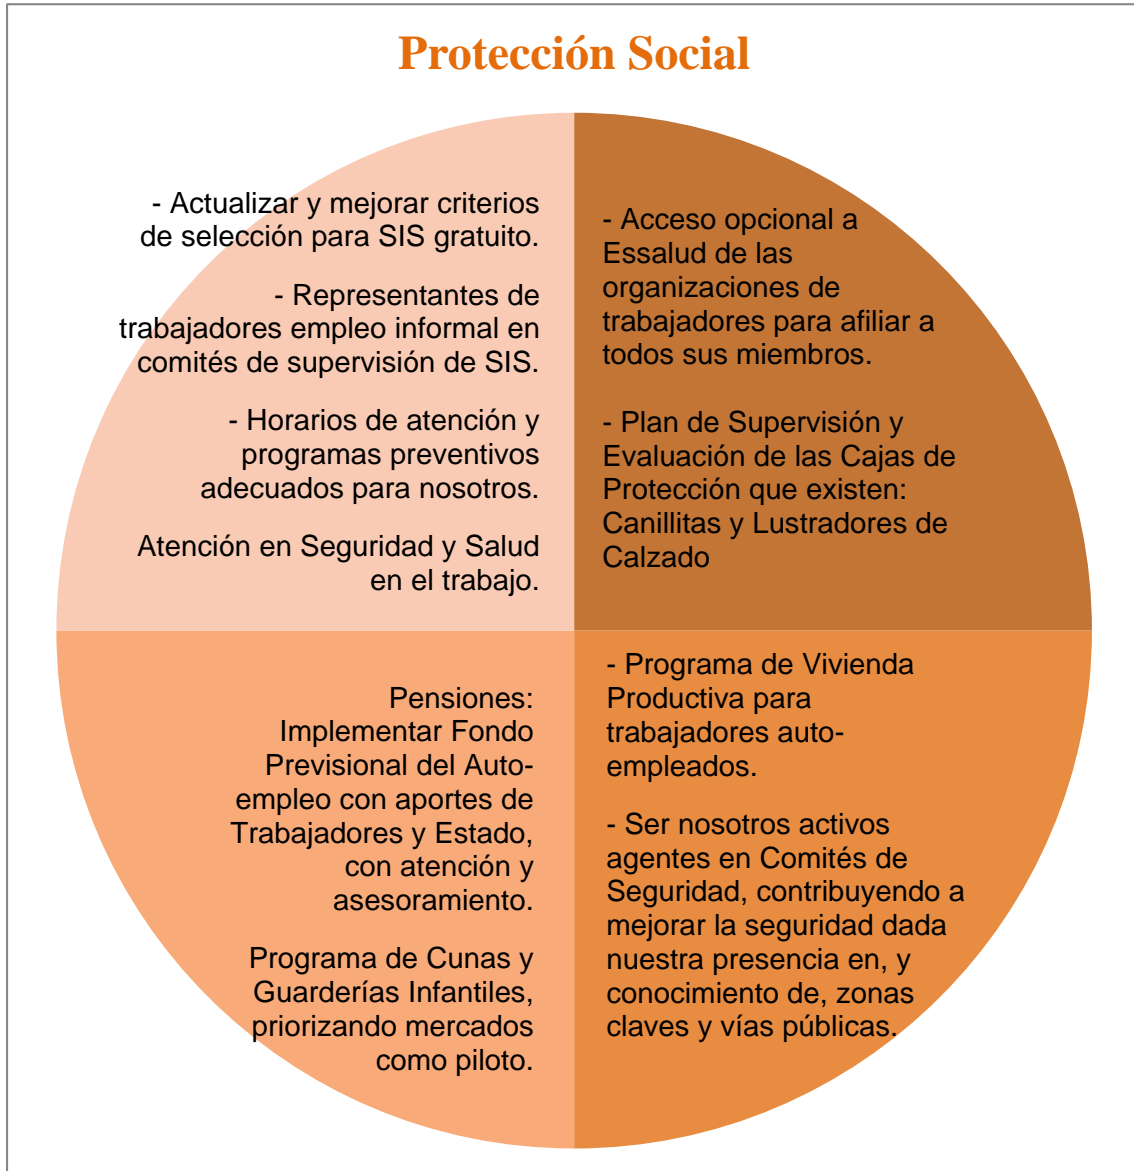 Protección Social
- Actualizar y mejorar criterios
de selección para SIS gratuito.
- Representantes de
trabajadores empleo informal en
comités de supervisión de SIS.
- Horarios de atención y
programas preventivos
adecuados para nosotros.
Atención en Seguridad y Salud
en el trabajo.
- Acceso opcional a
Essalud de las
organizaciones de
trabajadores para afiliar a
todos sus miembros.
- Plan de Supervisión y
Evaluación de las Cajas de
Protección que existen:
Canillitas y Lustradores de
Calzado
Pensiones:
Implementar Fondo
Previsional del Auto-
empleo con aportes de
Trabajadores y Estado,
con atención y
asesoramiento.
Programa de Cunas y
Guarderías Infantiles,
priorizando mercados
como piloto.
- Programa de Vivienda
Productiva para
trabajadores auto-
empleados.
- Ser nosotros activos
agentes en Comités de
Seguridad, contribuyendo a
mejorar la seguridad dada
nuestra presencia en, y
conocimiento de, zonas
claves y vías públicas.